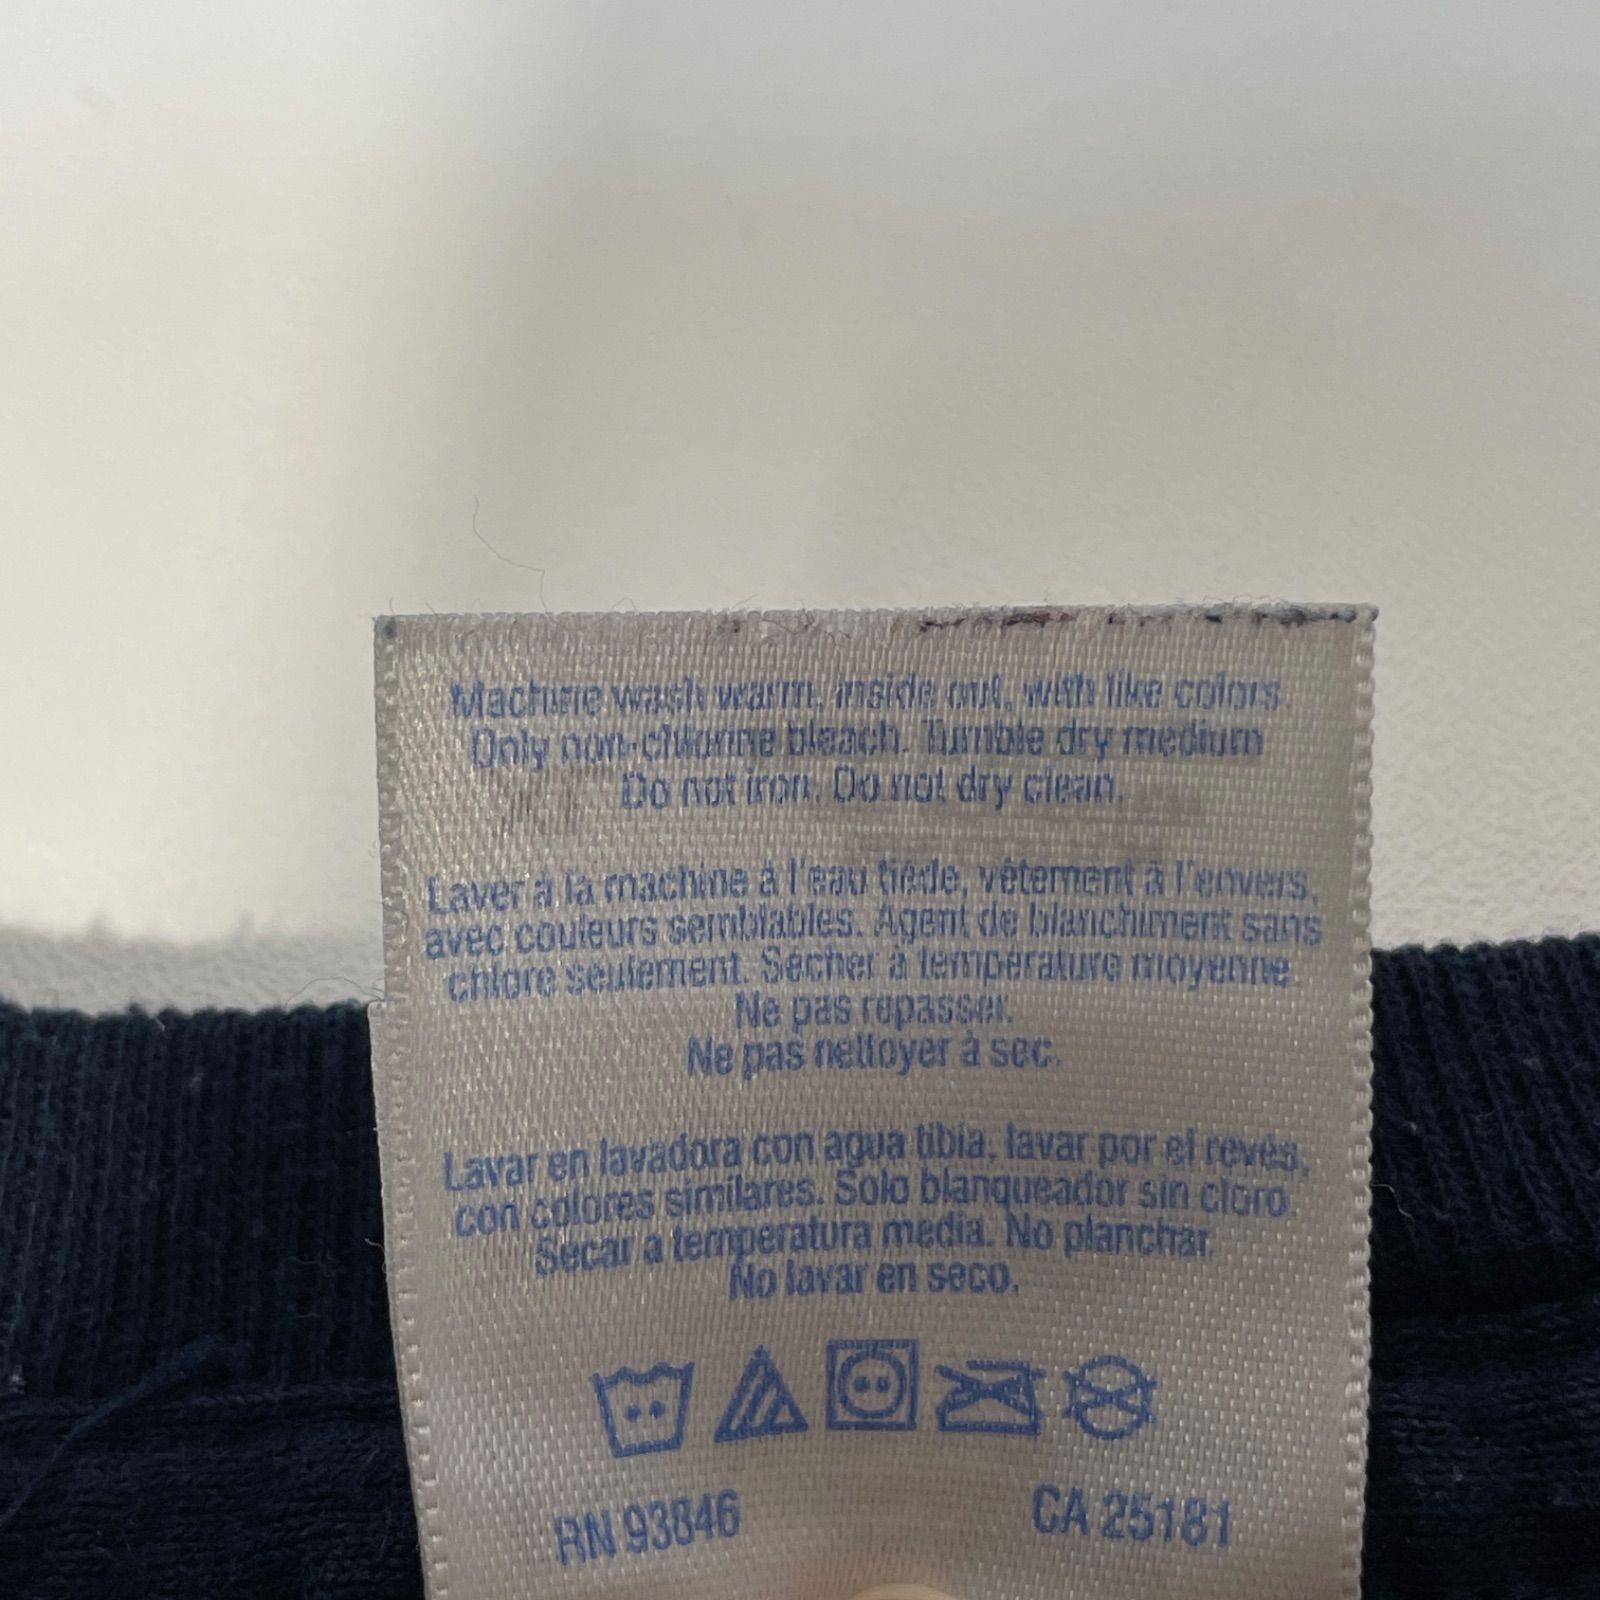 Machine wash warm, inside out, with like colors.
Only non-chlorine bleach. Tumble dry medium
Do not iron. Do not dry clean.
Laver à la machine à l'eau tiède, vêtement à l'envers,
avec couleurs semblables. Agent de blanchiment sans
chlore seulement. Sécher à température moyenne.
Ne pas repasser.
Ne pas nettoyer à sec.
Lavar en lavadora con agua tibia, lavar por el revés,
con colores similares. Solo blanqueador sin cloro.
Secar a temperatura media. No planchar.
No lavar en seco.
RN 93846 CA 25181